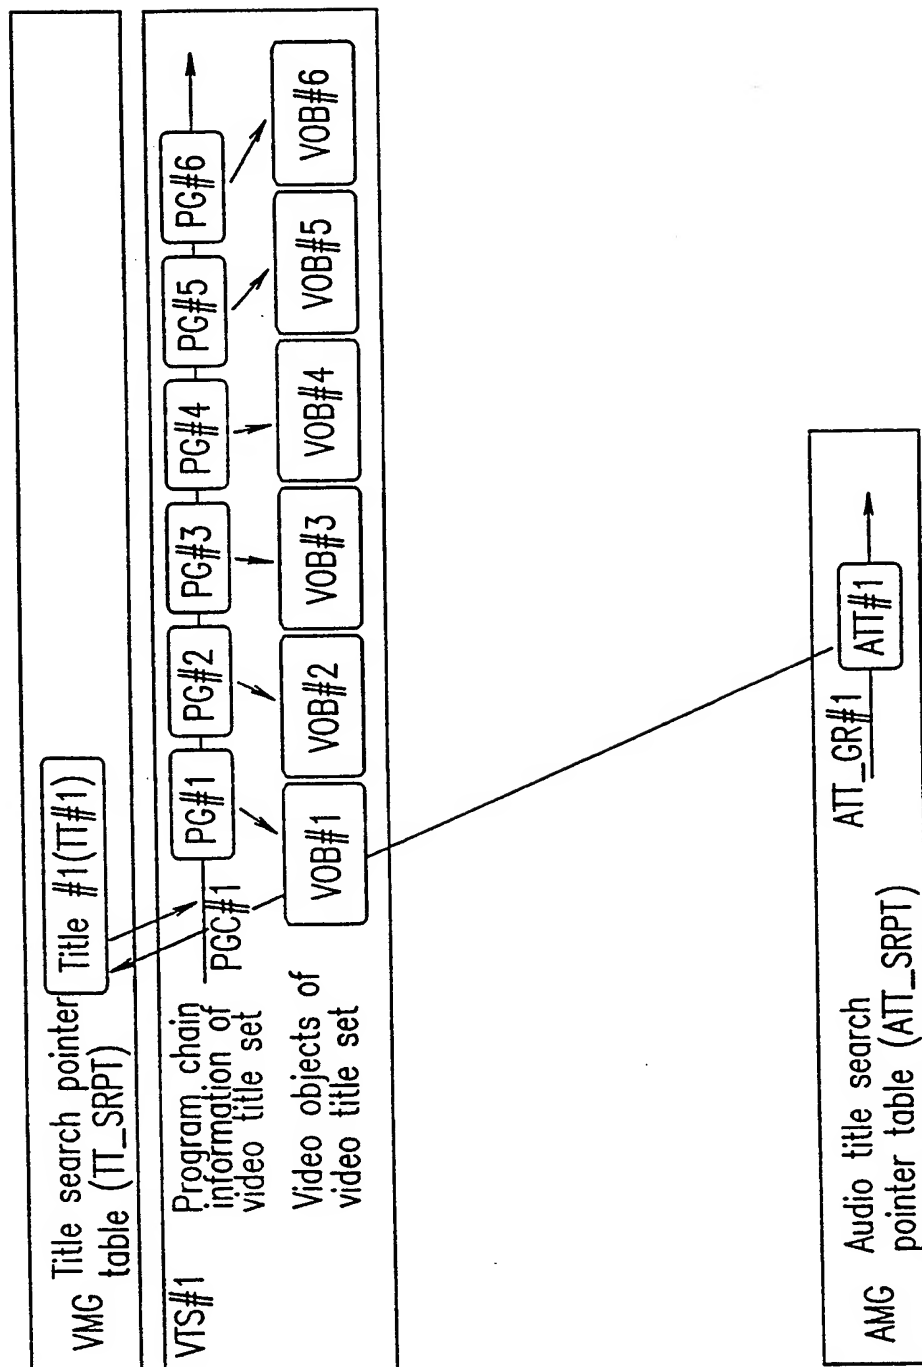 VMG
Title search pointer
table (TT_SRPT)
Title #1(TT#1)
VTS#1
Program chain
information of
video title set
PGC#1
PG#1
PG#2
PG#3
PG#4
PG#5
PG#6
Video objects of
video title set
VOB#1
VOB#2
VOB#3
VOB#4
VOB#5
VOB#6
AMG
Audio title search
pointer table (ATT_SRPT)
ATT_GR#1
ATT#1